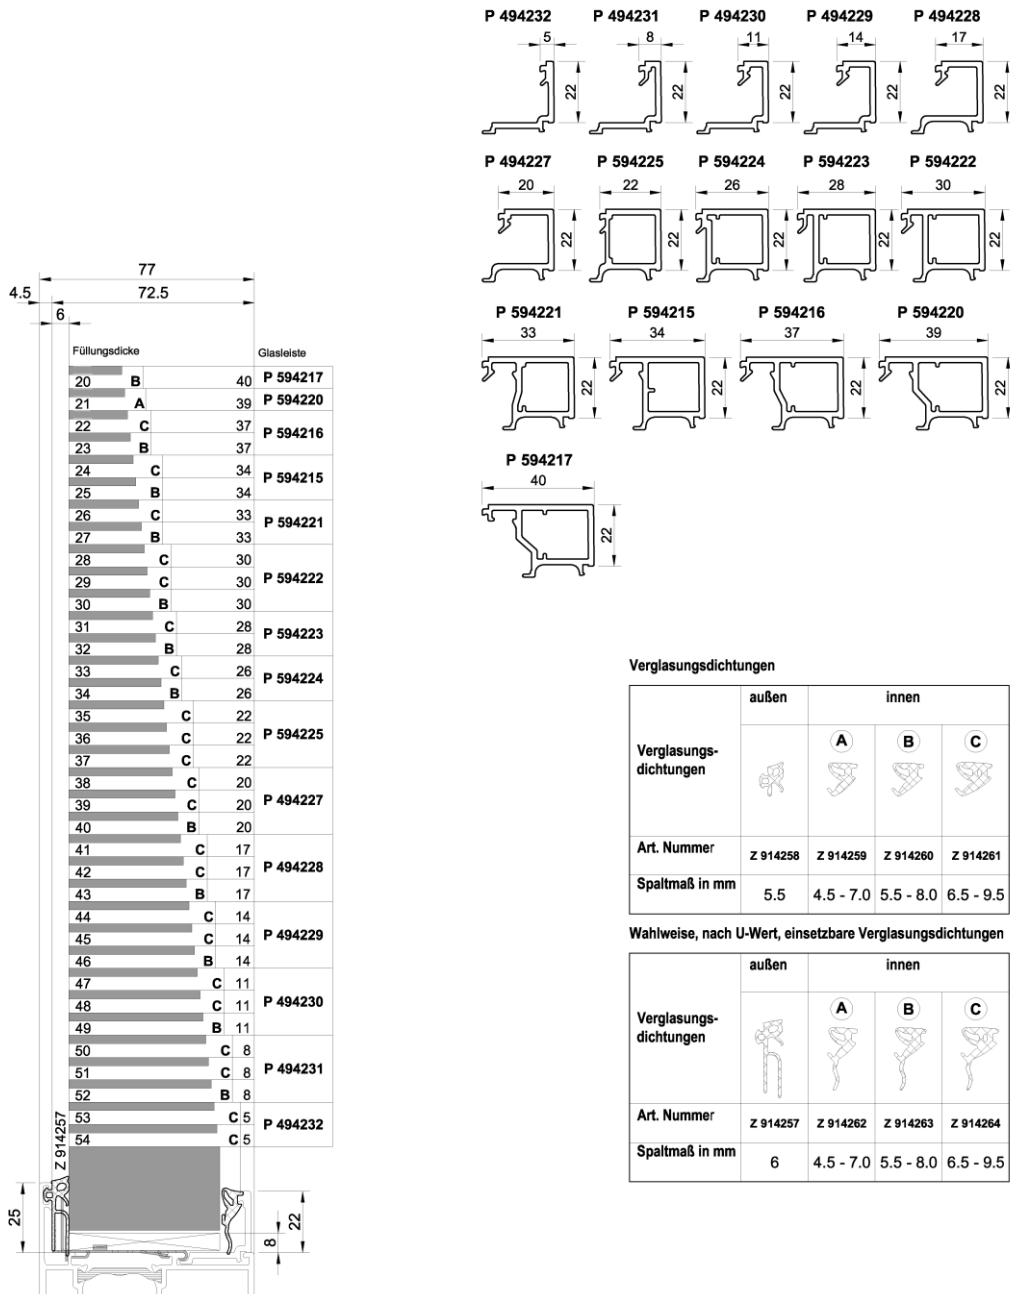 P 494232 P 494231 P 494230 P 494229 P 494228
5 8 11 14 17
22 22 22 22 22
P 494227 P 594225 P 594224 P 594223 P 594222
20 22 26 28 30
22 22 22 22 22
P 594221 P 594215 P 594216 P 594220
33 34 37 39
22 22 22 22
P 594217
40
22
77
4.5 72.5
6
Füllungsdicke Glasleiste
20 B 40 P 594217
21 A 39 P 594220
22 C 37 P 594216
23 B 37
24 C 34 P 594215
25 B 34
26 C 33 P 594221
27 B 33
28 C 30
29 C 30 P 594222
30 B 30
31 C 28 P 594223
32 B 28
33 C 26 P 594224
34 B 26
35 C 22
36 C 22 P 594225
37 C 22
38 C 20
39 C 20 P 494227
40 B 20
41 C 17
42 C 17 P 494228
43 B 17
44 C 14
45 C 14 P 494229
46 B 14
47 C 11
48 C 11 P 494230
49 B 11
50 C 8
51 C 8 P 494231
52 B 8
53 C 5 P 494232
54 C 5
Z 914257
25
22
8
Verglasungsdichtungen
außen innen
A B C
Verglasungs-
dichtungen
Art. Nummer Z 914258 Z 914259 Z 914260 Z 914261
Spaltmaß in mm 5.5 4.5 - 7.0 5.5 - 8.0 6.5 - 9.5
Wahlweise, nach U-Wert, einsetzbare Verglasungsdichtungen
außen innen
A B C
Verglasungs-
dichtungen
Art. Nummer Z 914257 Z 914262 Z 914263 Z 914264
Spaltmaß in mm 6 4.5 - 7.0 5.5 - 8.0 6.5 - 9.5